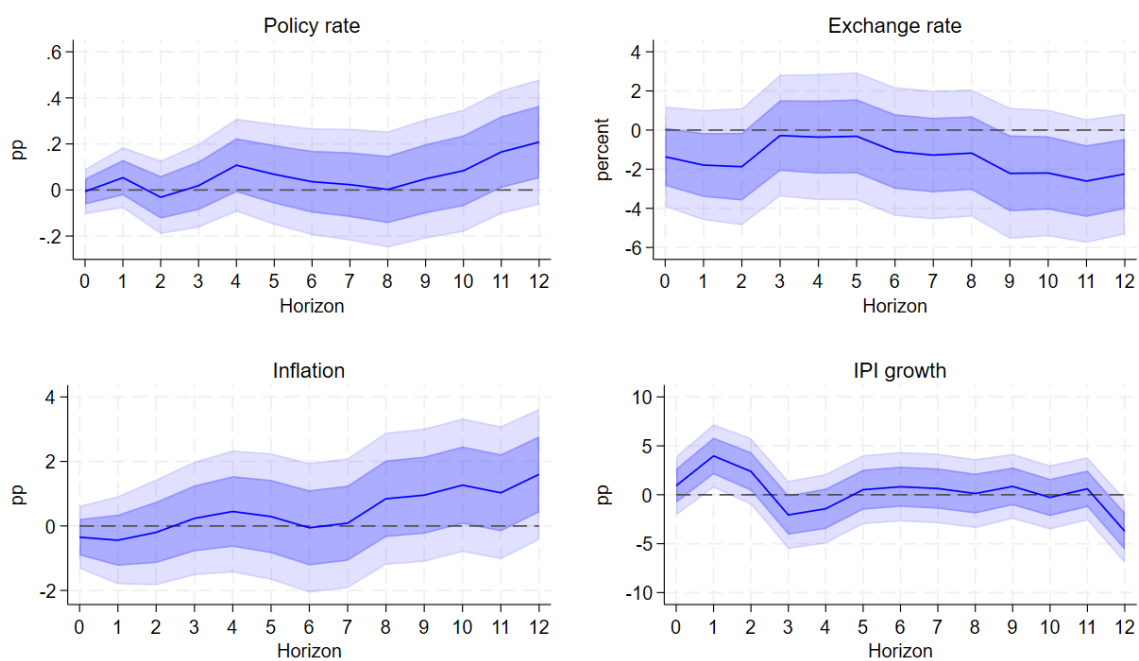 Policy rate
.6
.4
.2
0
-.2
pp
0 1 2 3 4 5 6 7 8 9 10 11 12
Horizon
Exchange rate
4
2
0
-2
-4
-6
percent
0 1 2 3 4 5 6 7 8 9 10 11 12
Horizon
Inflation
4
2
0
-2
pp
0 1 2 3 4 5 6 7 8 9 10 11 12
Horizon
IPI growth
10
5
0
-5
-10
pp
0 1 2 3 4 5 6 7 8 9 10 11 12
Horizon